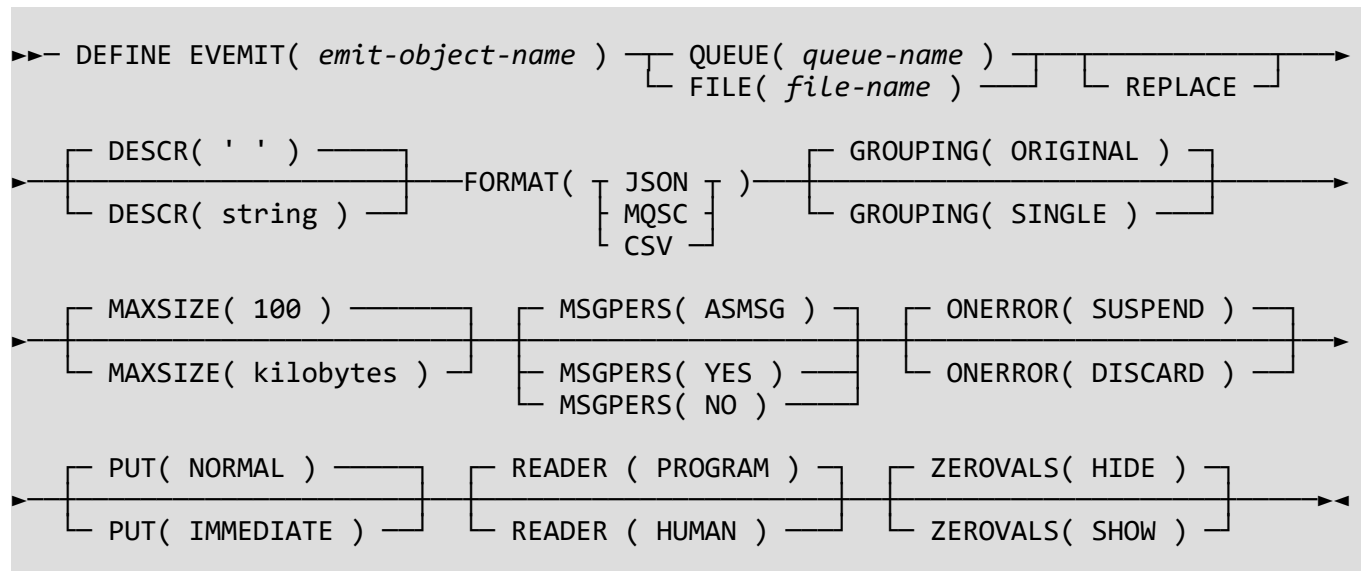 DEFINE EVEMIT( emit-object-name ) QUEUE( queue-name )
FILE( file-name ) REPLACE
DESCR( ' ' ) GROUPING( ORIGINAL )
FORMAT( JSON )
DESCR( string ) MQSC GROUPING( SINGLE )
CSV
MAXSIZE( 100 ) MSGPERS( ASMSG ) ONERROR( SUSPEND )
MAXSIZE( kilobytes ) MSGPERS( YES ) ONERROR( DISCARD )
MSGPERS( NO )
PUT( NORMAL ) READER ( PROGRAM ) ZEROVALS( HIDE )
PUT( IMMEDIATE ) READER ( HUMAN ) ZEROVALS( SHOW )